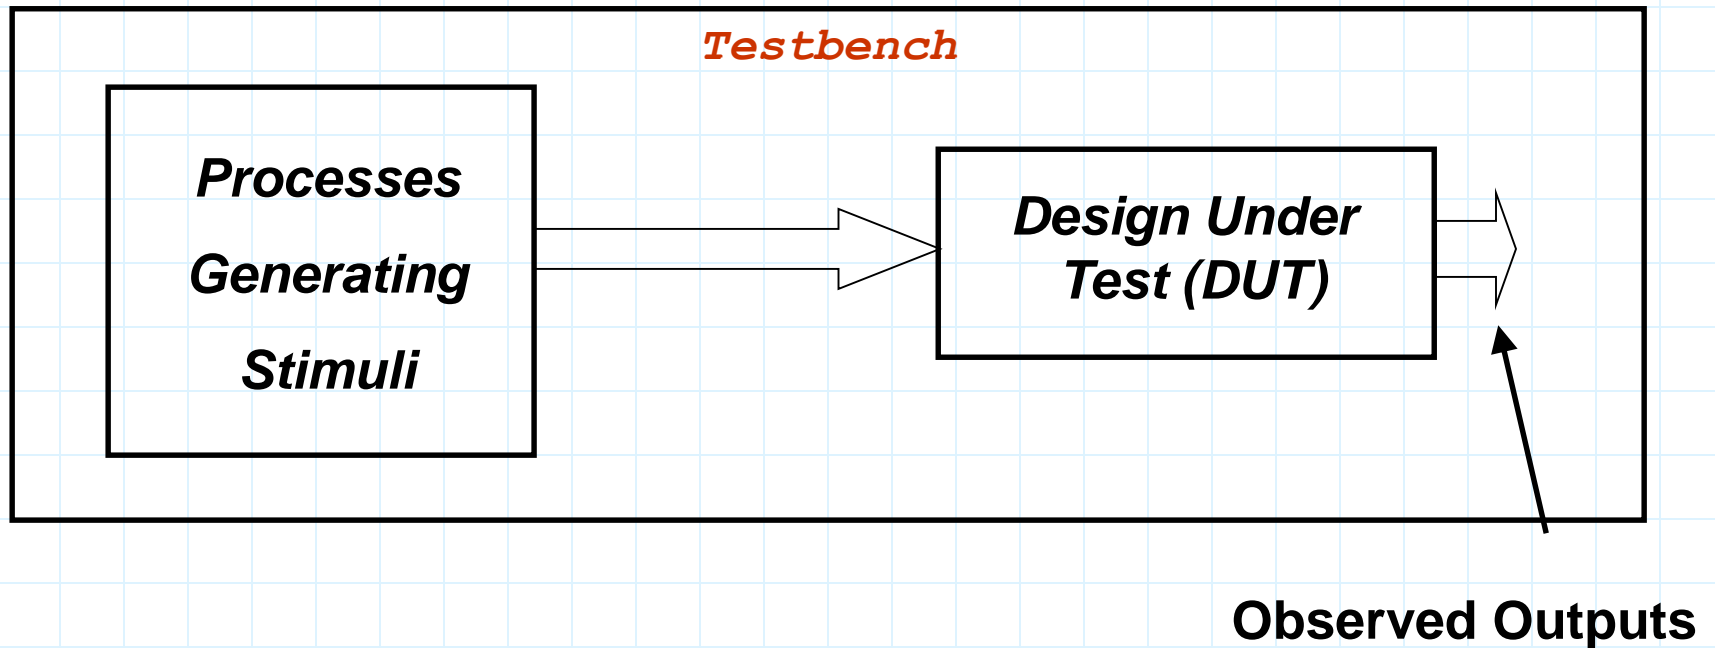 Testbench
Processes
Generating
Stimuli
Design Under
Test (DUT)
Observed Outputs